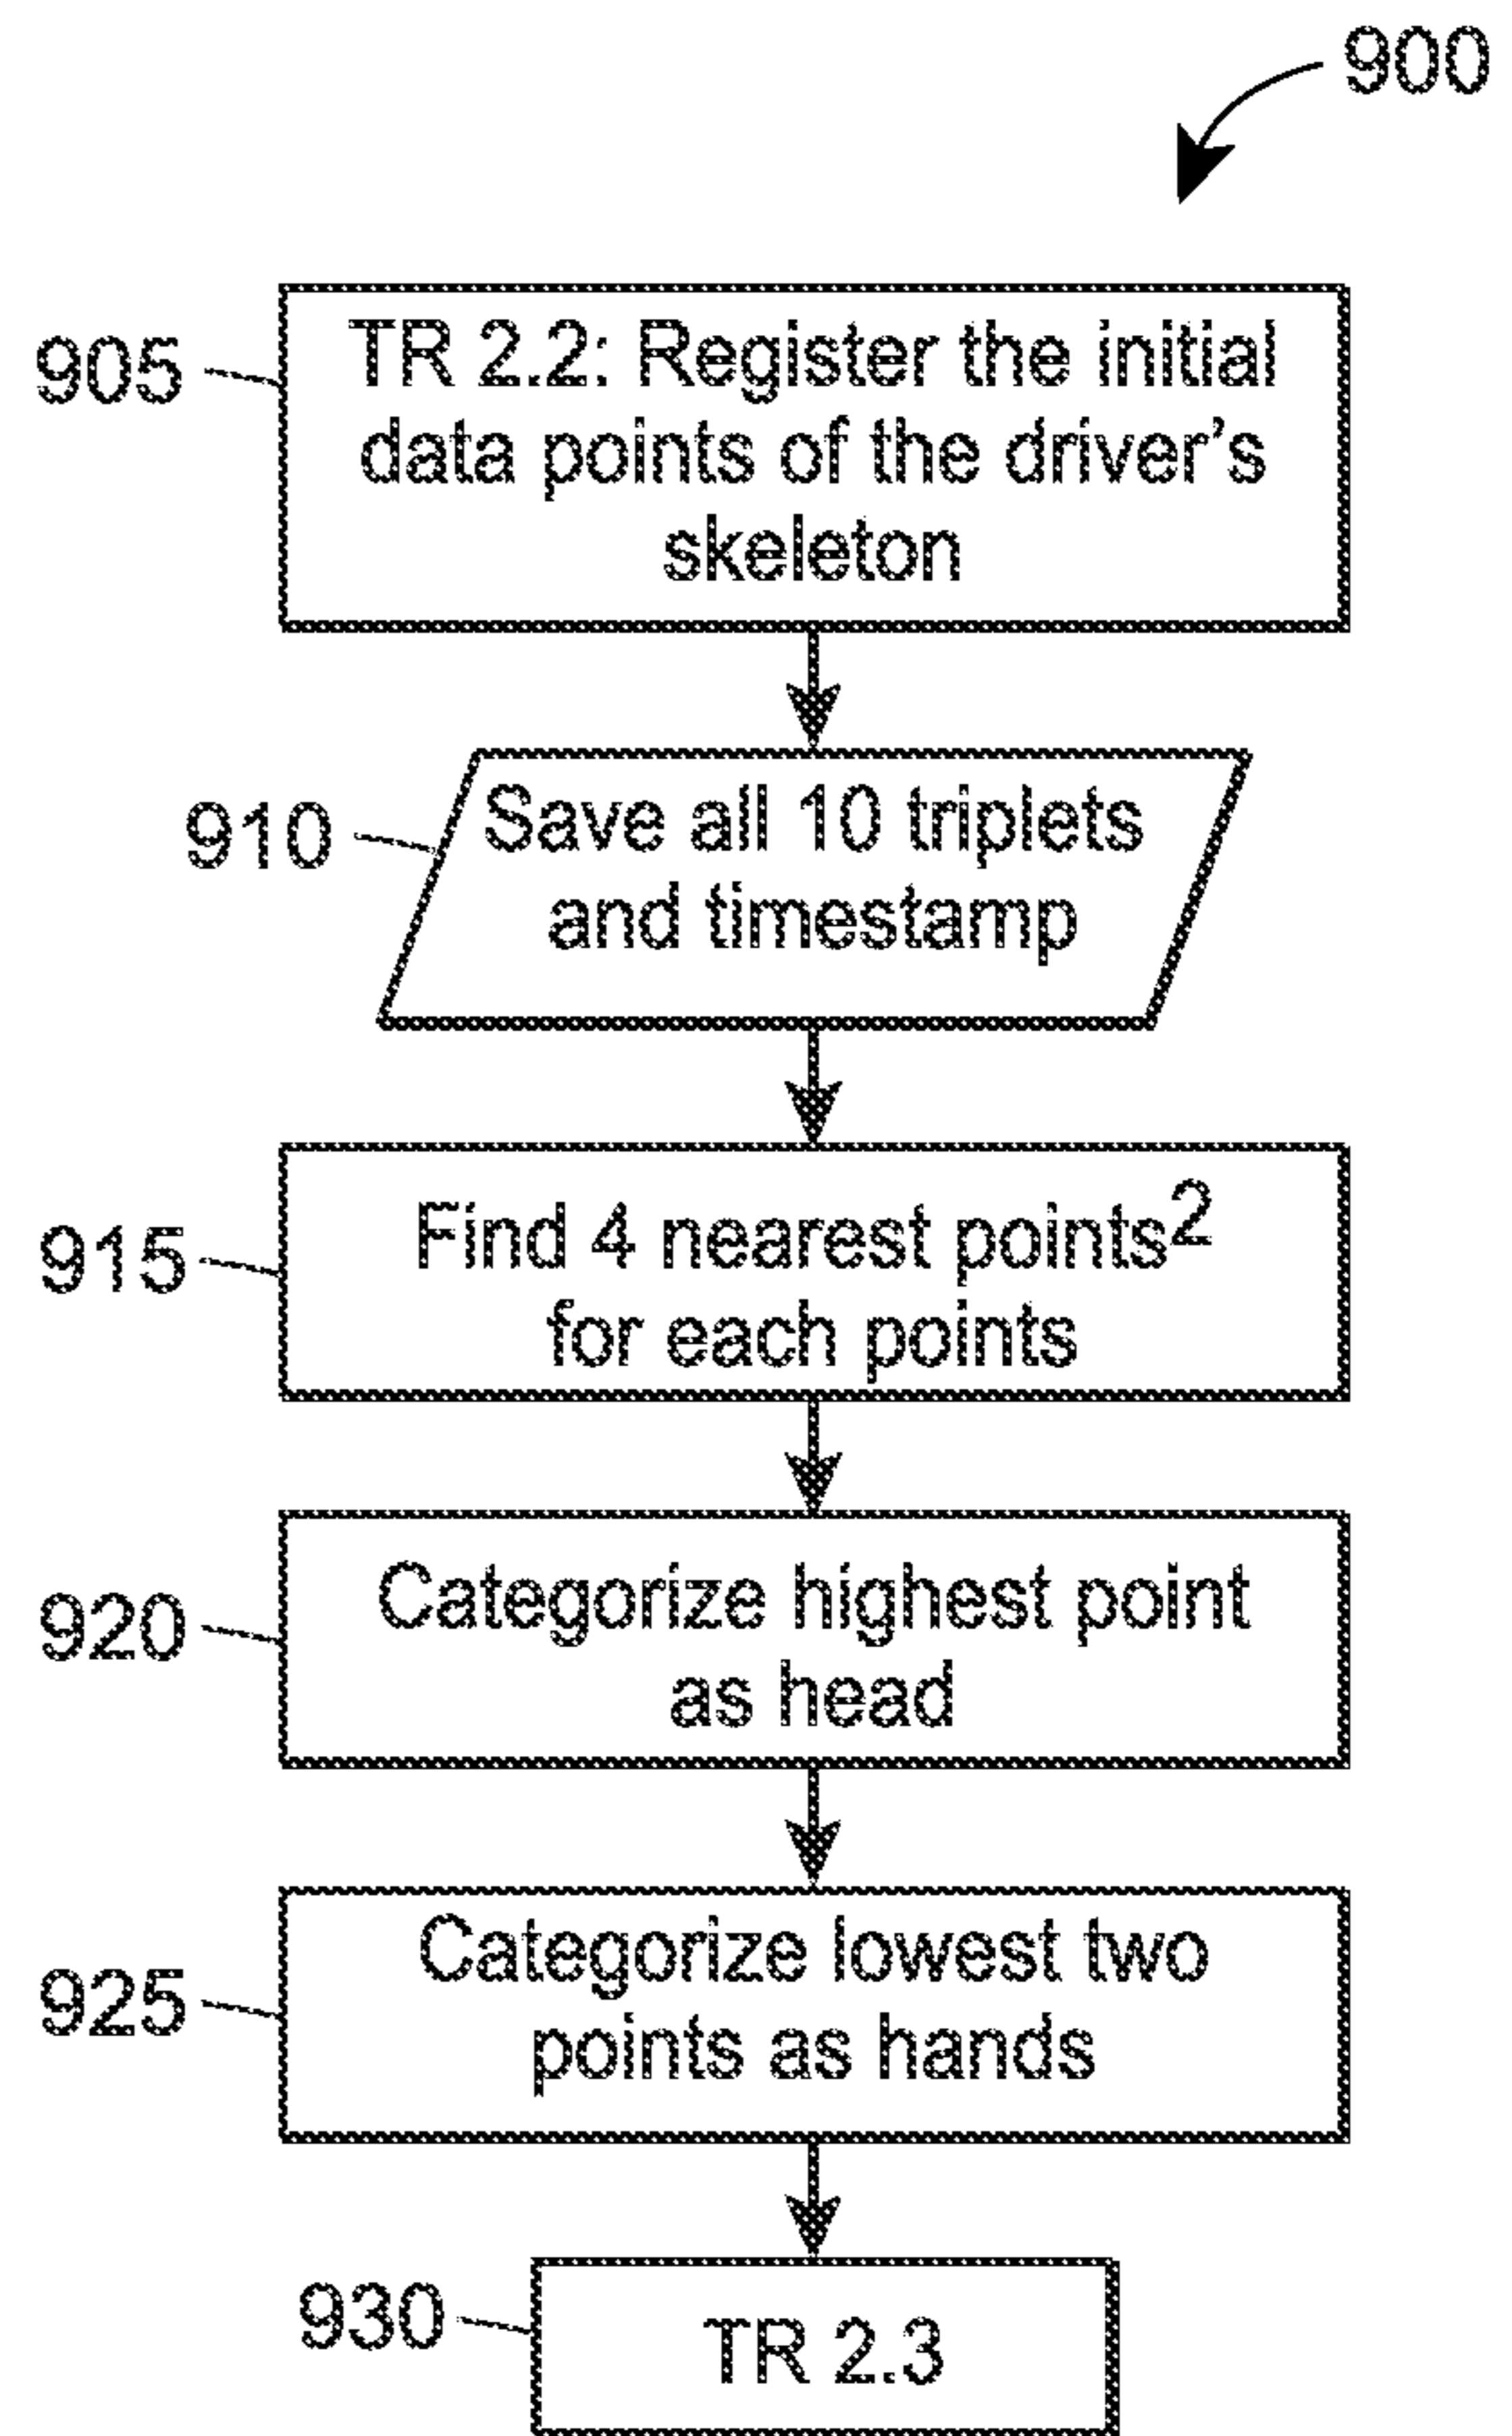 900
905
TR 2.2: Register the initial
data points of the driver's
skeleton
910
Save all 10 triplets
and timestamp
915
Find 4 nearest points2
for each points
920
Categorize highest point
as head
925
Categorize lowest two
points as hands
930
TR 2.3